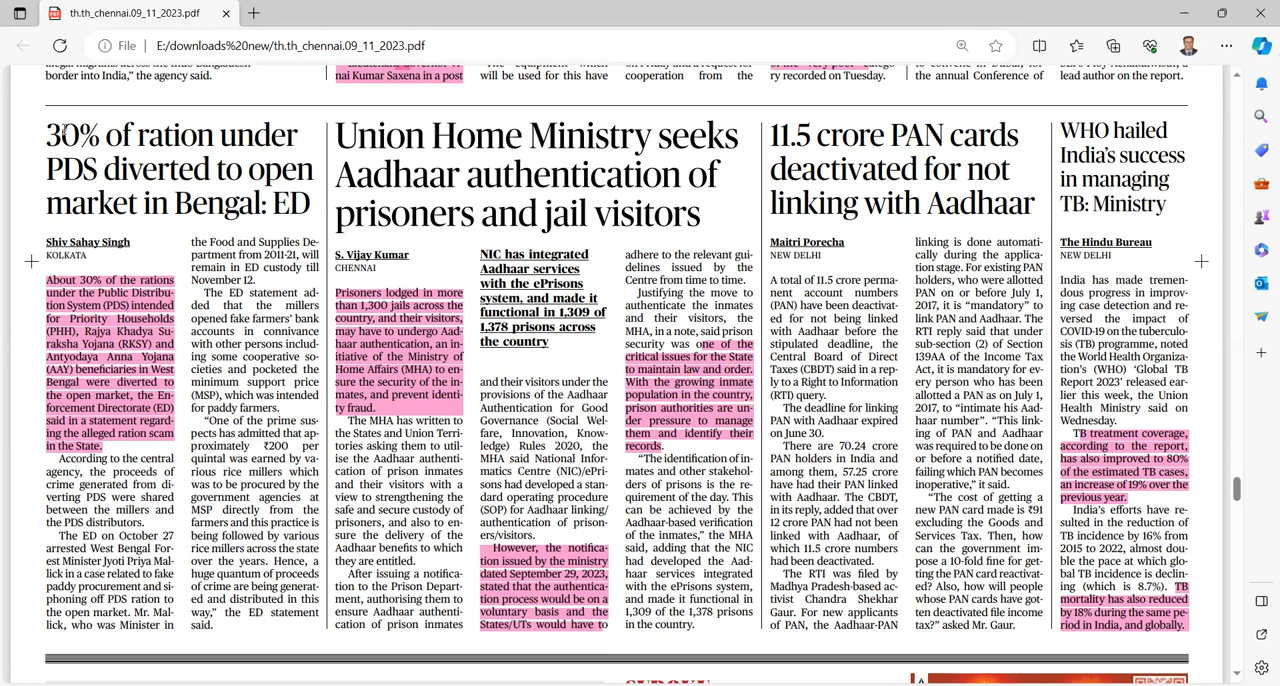 th.th_chennai.09_11_2023.pdf
File
E:/downloads%20new/th.th_chennai.09_11_2023.pdf
border into India,” the agency said.
nai Kumar Saxena in a post
will be used for this have
cooperation from the
ry recorded on Tuesday.
the annual Conference of
lead author on the report.
30% of ration under
PDS diverted to open
market in Bengal: ED
Shiv Sahay Singh
KOLKATA
About 30% of the rations
under the Public Distribu-
tion System (PDS) intended
for Priority Households
(PHH), Rajya Khadya Su-
raksha Yojana (RKSY) and
Antyodaya Anna Yojana
(AAY) beneficiaries in West
Bengal were diverted to
the open market, the En-
forcement Directorate (ED)
said in a statement regard-
ing the alleged ration scam
in the State.
According to the central
agency, the proceeds of
crime generated from di-
verting PDS were shared
between the millers and
the PDS distributors.
The ED on October 27
arrested West Bengal For-
est Minister Jyoti Priya Mal-
lick in a case related to fake
paddy procurement and si-
phoning off PDS ration to
the open market. Mr. Mal-
lick, who was Minister in
the Food and Supplies De-
partment from 2011-21, will
remain in ED custody till
November 12.
The ED statement ad-
ded that the millers
opened fake farmers’ bank
accounts in connivance
with other persons includ-
ing some cooperative so-
cieties and pocketed the
minimum support price
(MSP), which was intended
for paddy farmers.
“One of the prime sus-
pects has admitted that ap-
proximately ₹200 per
quintal was earned by va-
rious rice millers which
was to be procured by the
government agencies at
MSP directly from the
farmers and this practice is
being followed by various
rice millers across the state
over the years. Hence, a
huge quantum of proceeds
of crime are being generat-
ed and distributed in this
way,” the ED statement
said.
Union Home Ministry seeks
Aadhaar authentication of
prisoners and jail visitors
S. Vijay Kumar
CHENNAI
Prisoners lodged in more
than 1,300 jails across the
country, and their visitors,
may have to undergo Aad-
haar authentication, an in-
itiative of the Ministry of
Home Affairs (MHA) to en-
sure the security of the in-
mates, and prevent identi-
ty fraud.
The MHA has written to
the States and Union Terri-
tories asking them to util-
ise the Aadhaar authenti-
cation of prison inmates
and their visitors with a
view to strengthening the
safe and secure custody of
prisoners, and also to en-
sure the delivery of the
Aadhaar benefits to which
they are entitled.
After issuing a notifica-
tion to the Prison Depart-
ment, authorising them to
ensure Aadhaar authenti-
cation of prison inmates
NIC has integrated
Aadhaar services
with the ePrisons
system, and made it
functional in 1,309 of
1,378 prisons across
the country
and their visitors under the
provisions of the Aadhaar
Authentication for Good
Governance (Social Wel-
fare, Innovation, Know-
ledge) Rules 2020, the
MHA said National Infor-
matics Centre (NIC)/ePri-
sons had developed a stan-
dard operating procedure
(SOP) for Aadhaar linking/
authentication of prison-
ers/visitors.
However, the notifica-
tion issued by the ministry
dated September 29, 2023,
stated that the authentica-
tion process would be on a
voluntary basis and the
States/UTs would have to
adhere to the relevant gui-
delines issued by the
Centre from time to time.
Justifying the move to
authenticate the inmates
and their visitors, the
MHA, in a note, said prison
security was one of the
critical issues for the State
to maintain law and order.
With the growing inmate
population in the country,
prison authorities are un-
der pressure to manage
them and identify their
records.
“The identification of in-
mates and other stakehol-
ders of prisons is the re-
quirement of the day. This
can be achieved by the
Aadhaar-based verification
of the inmates,” the MHA
said, adding that the NIC
had developed the Aad-
haar services integrated
with the ePrisons system,
and made it functional in
1,309 of the 1,378 prisons
in the country.
11.5 crore PAN cards
deactivated for not
linking with Aadhaar
Maitri Porecha
NEW DELHI
A total of 11.5 crore perma-
nent account numbers
(PAN) have been deactivat-
ed for not being linked
with Aadhaar before the
stipulated deadline, the
Central Board of Direct
Taxes (CBDT) said in a rep-
ly to a Right to Information
(RTI) query.
The deadline for linking
PAN with Aadhaar expired
on June 30.
There are 70.24 crore
PAN holders in India and
among them, 57.25 crore
have had their PAN linked
with Aadhaar. The CBDT,
in its reply, added that over
12 crore PAN had not been
linked with Aadhaar, of
which 11.5 crore numbers
had been deactivated.
The RTI was filed by
Madhya Pradesh-based ac-
tivist Chandra Shekhar
Gaur. For new applicants
of PAN, the Aadhaar-PAN
linking is done automati-
cally during the applica-
tion stage. For existing PAN
holders, who were allotted
PAN on or before July 1,
2017, it is “mandatory” to
link PAN and Aadhaar. The
RTI reply said that under
sub-section (2) of Section
139AA of the Income Tax
Act, it is mandatory for ev-
ery person who has been
allotted a PAN as on July 1,
2017, to “intimate his Aad-
haar number”. “This link-
ing of PAN and Aadhaar
was required to be done on
or before a notified date,
failing which PAN becomes
inoperative,” it said.
“The cost of getting a
new PAN card made is ₹91
excluding the Goods and
Services Tax. Then, how
can the government im-
pose a 10-fold fine for get-
ting the PAN card reactivat-
ed? Also, how will people
whose PAN cards have got-
ten deactivated file income
tax?” asked Mr. Gaur.
WHO hailed
India’s success
in managing
TB: Ministry
The Hindu Bureau
NEW DELHI
India has made tremen-
dous progress in improv-
ing case detection and re-
versed the impact of
COVID-19 on the tuberculo-
sis (TB) programme, noted
the World Health Organiza-
tion’s (WHO) ‘Global TB
Report 2023’ released ear-
lier this week, the Union
Health Ministry said on
Wednesday.
TB treatment coverage,
according to the report,
has also improved to 80%
of the estimated TB cases,
an increase of 19% over the
previous year.
India’s efforts have re-
sulted in the reduction of
TB incidence by 16% from
2015 to 2022, almost dou-
ble the pace at which glo-
bal TB incidence is declin-
ing (which is 8.7%). TB
mortality has also reduced
by 18% during the same pe-
riod in India, and globally.